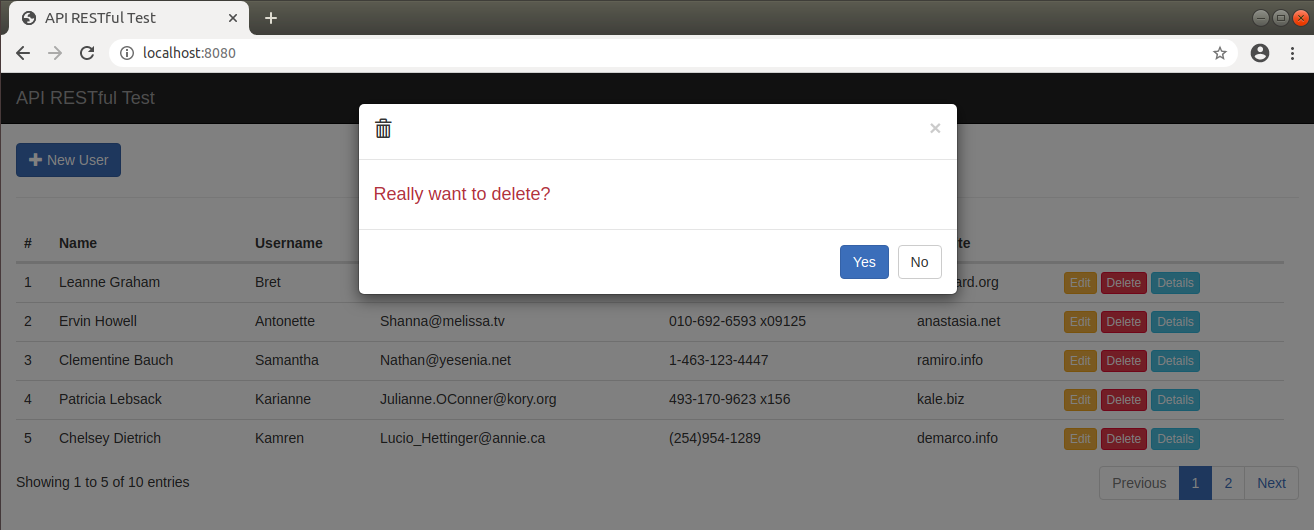 API RESTful Test
localhost:8080
API RESTful Test
New User
Really want to delete?
Yes No
# Name Username
1 Leanne Graham Bret Edit Delete Details
2 Ervin Howell Antonette Shanna@melissa.tv 010-692-6593 x09125 anastasia.net Edit Delete Details
3 Clementine Bauch Samantha Nathan@yesenia.net 1-463-123-4447 ramiro.info Edit Delete Details
4 Patricia Lebsack Karianne Julianne.OConner@kory.org 493-170-9623 x156 kale.biz Edit Delete Details
5 Chelsey Dietrich Kamren Lucio_Hettinger@annie.ca (254)954-1289 demarco.info Edit Delete Details
Showing 1 to 5 of 10 entries Previous 1 2 Next